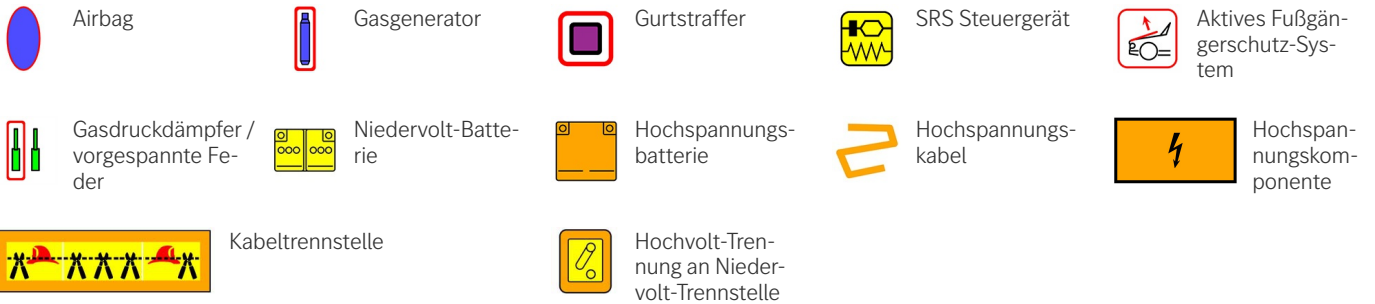 Airbag
Gasgenerator
Gurtstraffer
SRS Steuergerät
Aktives Fußgän-
gerschutz-Sys-
tem
Gasdruckdämpfer /
vorgespannte Fe-
der
Niedervolt-Batte-
rie
Hochspannungs-
batterie
Hochspannungs-
kabel
Hochspan-
nungskom-
ponente
Kabeltrennstelle
Hochvolt-Tren-
nung an Nieder-
volt-Trennstelle